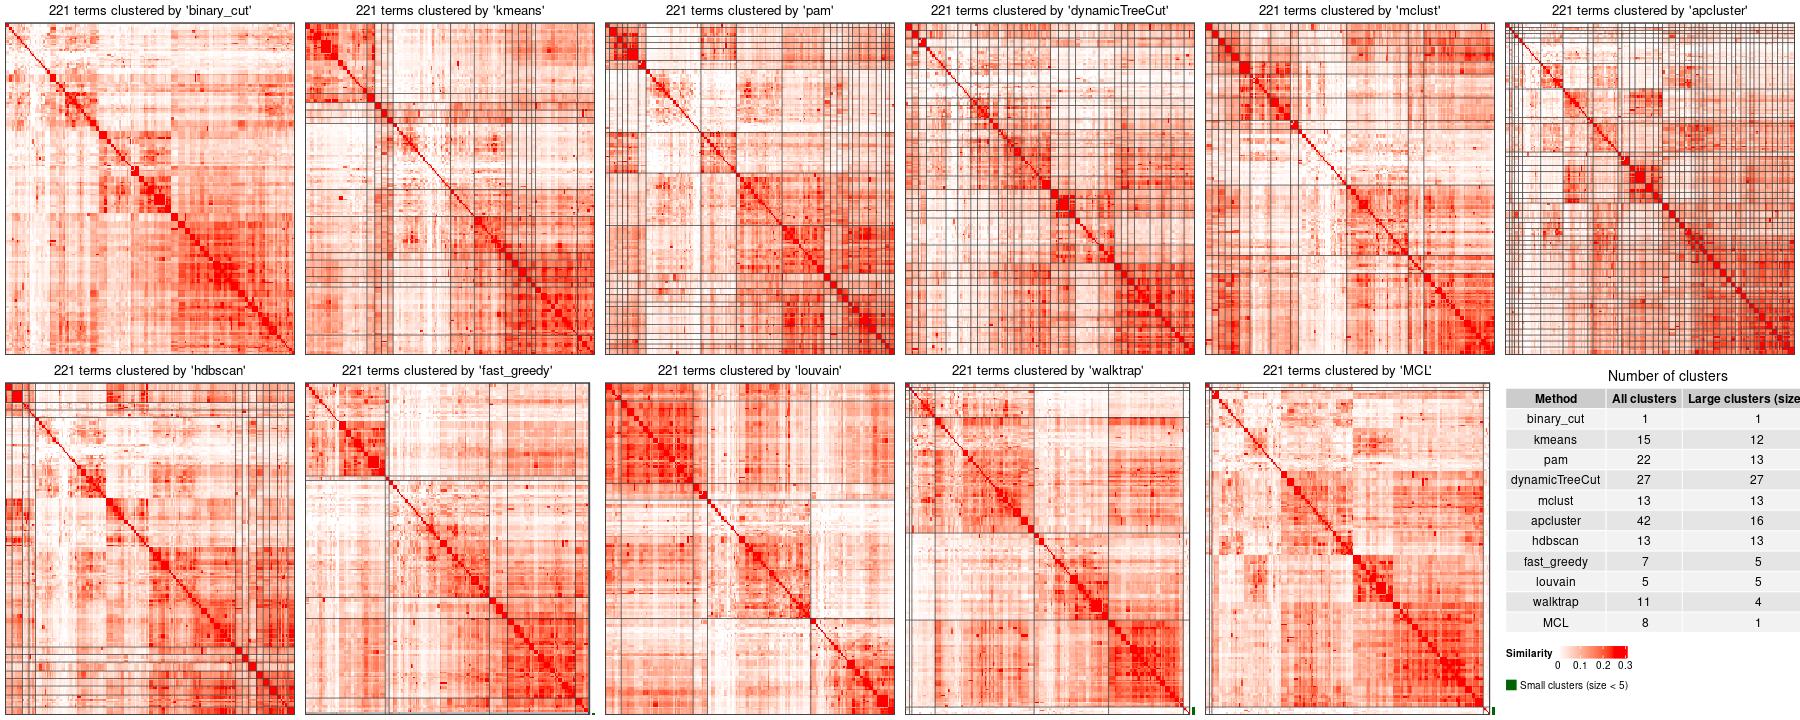 221 terms clustered by 'binary_cut'
221 terms clustered by 'kmeans'
221 terms clustered by 'pam'
221 terms clustered by 'dynamicTreeCut'
221 terms clustered by 'mclust'
221 terms clustered by 'apcluster'
221 terms clustered by 'hdbscan'
221 terms clustered by 'fast_greedy'
221 terms clustered by 'louvain'
221 terms clustered by 'walktrap'
221 terms clustered by 'MCL'
Number of clusters
Method All clusters Large clusters (size
binary_cut 1 1
kmeans 15 12
pam 22 13
dynamicTreeCut 27 27
mclust 13 13
apcluster 42 16
hdbscan 13 13
fast_greedy 7 5
louvain 5 5
walktrap 11 4
MCL 8 1
Similarity
0 0.1 0.2 0.3
Small clusters (size < 5)